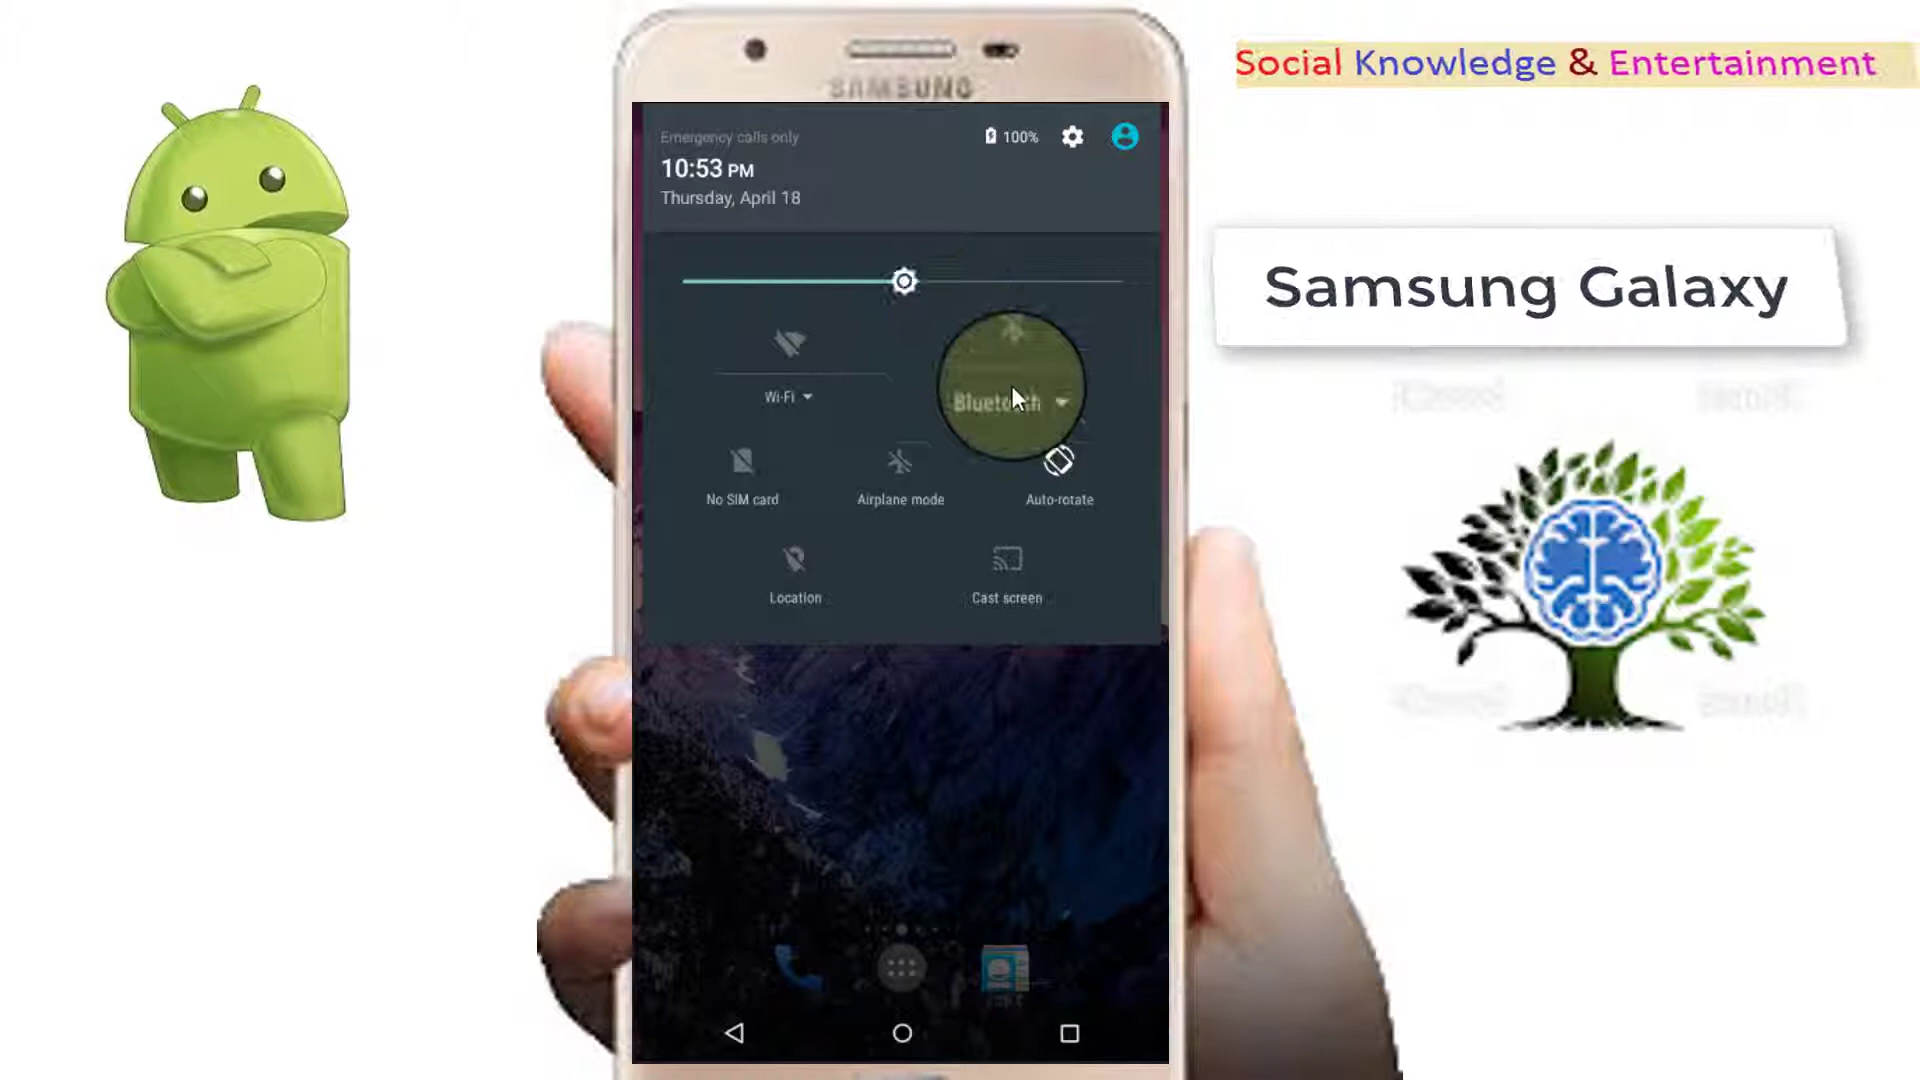 Social Knowledge & Entertainment
SAMSUNG
Emergency calls only
100%
10:53 PM
Thursday, April 18
Samsung Galaxy
Wi-Fi
Bluetooth
No SIM card
Airplane mode
Auto-rotate
Location
Cast screen